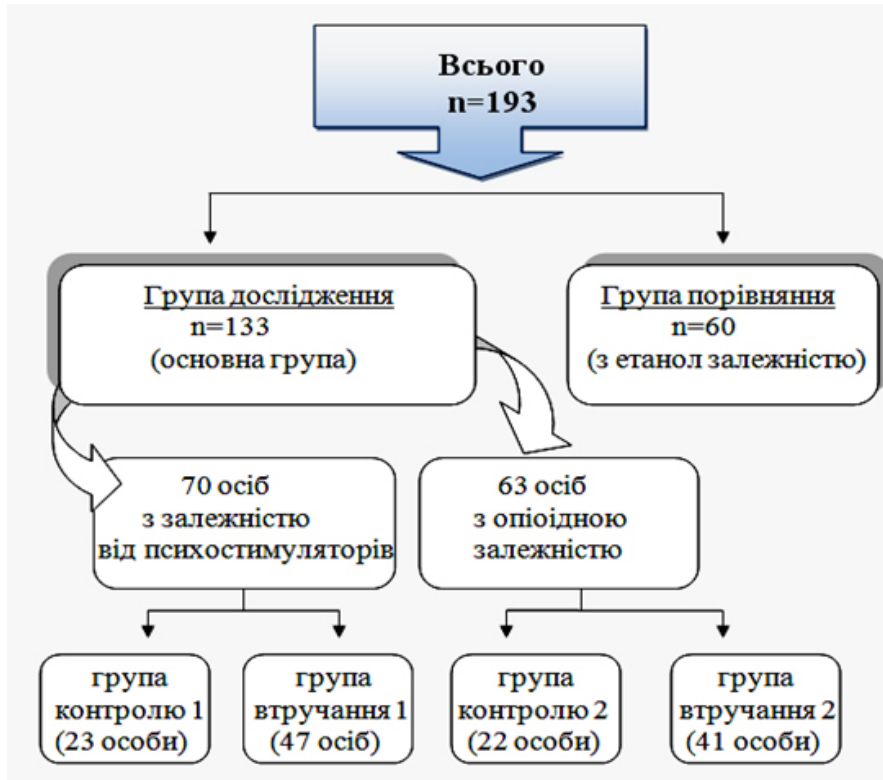 Всього
n=193
Група дослідження
n=133
(основна група)
Група порівняння
n=60
(з етанол залежністю)
70 осіб
з залежністю
від психостимуляторів
63 осіб
з опіоідною
залежністю
група
контролю 1
(23 особи)
група
втручання 1
(47 осіб)
група
контролю 2
(22 особи)
група
втручання 2
(41 особи)